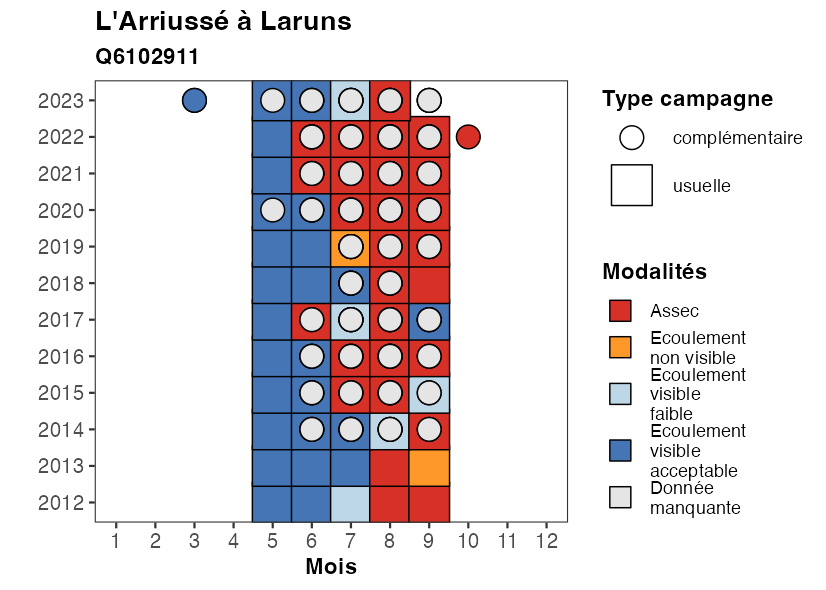 L'Arriussé à Laruns
Q6102911
2023
2022
2021
2020
2019
2018
2017
2016
2015
2014
2013
2012
1 2 3 4 5 6 7 8 9 10 11 12
Mois
Type campagne
complémentaire
usuelle
Modalités
Assec
Ecoulement
non visible
Ecoulement
visible
faible
Ecoulement
visible
acceptable
Donnée
manquante